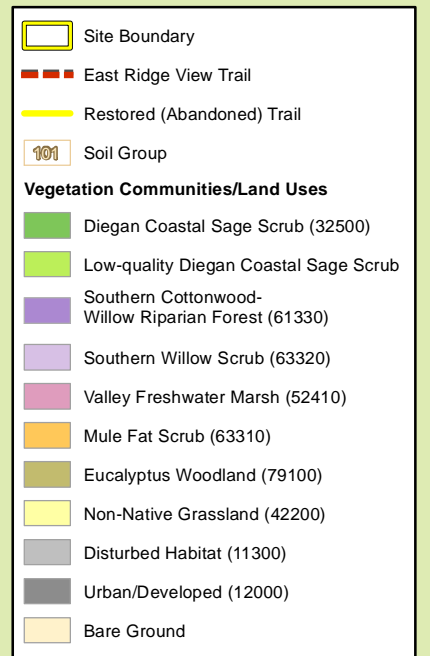 Site Boundary
East Ridge View Trail
Restored (Abandoned) Trail
101 Soil Group
Vegetation Communities/Land Uses
Diegan Coastal Sage Scrub (32500)
Low-quality Diegan Coastal Sage Scrub
Southern Cottonwood-
Willow Riparian Forest (61330)
Southern Willow Scrub (63320)
Valley Freshwater Marsh (52410)
Mule Fat Scrub (63310)
Eucalyptus Woodland (79100)
Non-Native Grassland (42200)
Disturbed Habitat (11300)
Urban/Developed (12000)
Bare Ground